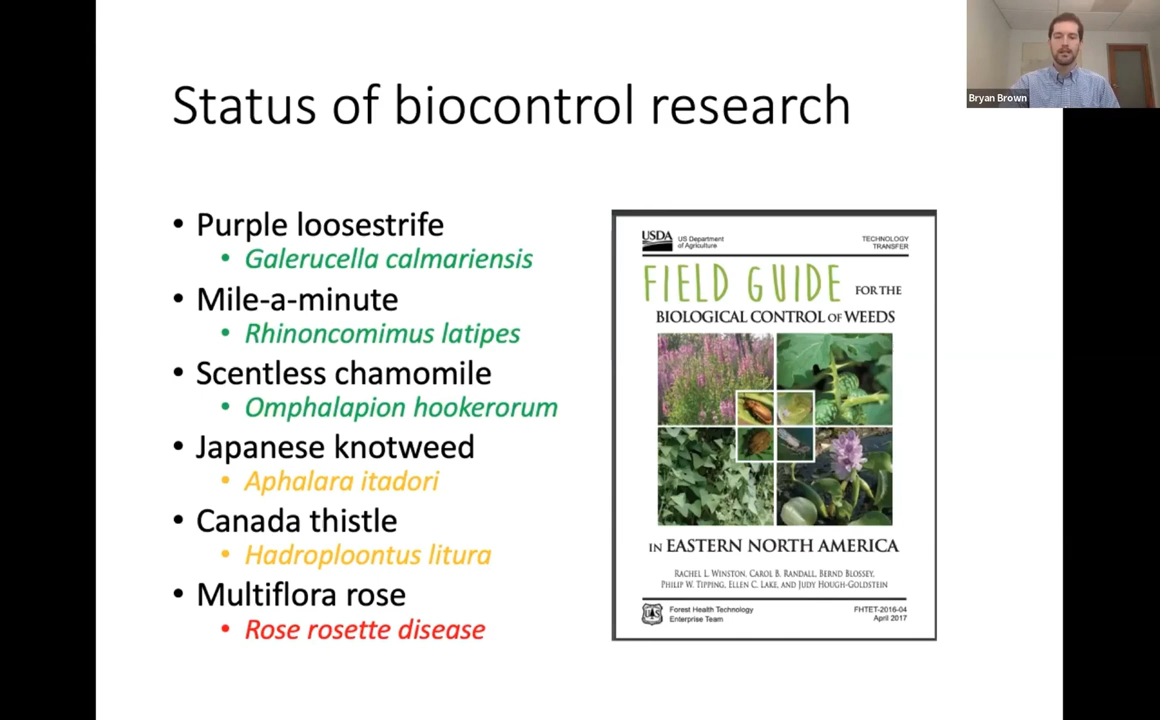 Status of biocontrol research
Bryan Brown
• Purple loosestrife
• Galerucella calmariensis
• Mile-a-minute
• Rhinoncomimus latipes
• Scentless chamomile
• Omphalapion hookerorum
• Japanese knotweed
• Aphalara itadori
• Canada thistle
• Hadroploontus litura
• Multiflora rose
• Rose rosette disease
USDA
US Department
of Agriculture
TECHNOLOGY
TRANSFER
FIELD GUIDE FOR THE
BIOLOGICAL CONTROL OF WEEDS
IN EASTERN NORTH AMERICA
RACHEL L. WINSTON, CAROL B. RANDALL, BERND BLOSSEY,
PHILIP W. TIPPING, ELLEN C. LAKE, AND JUDY HOUGH-GOLDSTEIN
Forest Health Technology
Enterprise Team
FHTET-2016-04
April 2017